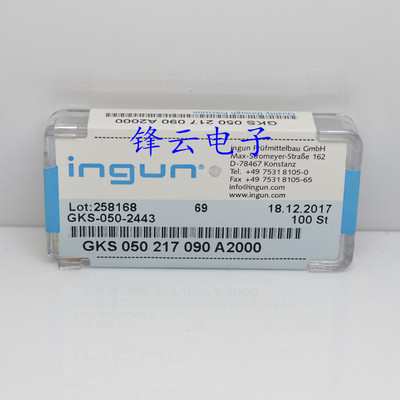 GKS 050 217 090 A2000
锋云电子
ingun®
ingun Prüfmittelbau GmbH
Max-Stromeyer-Straße 162
D-78467 Konstanz
Tel +49 7531 8105-0
Fax +49 7531 8105-65
info@ingun.com
www.ingun.com
Lot:258168 69 18.12.2017
GKS-050-2443 100 St
GKS 050 217 090 A2000